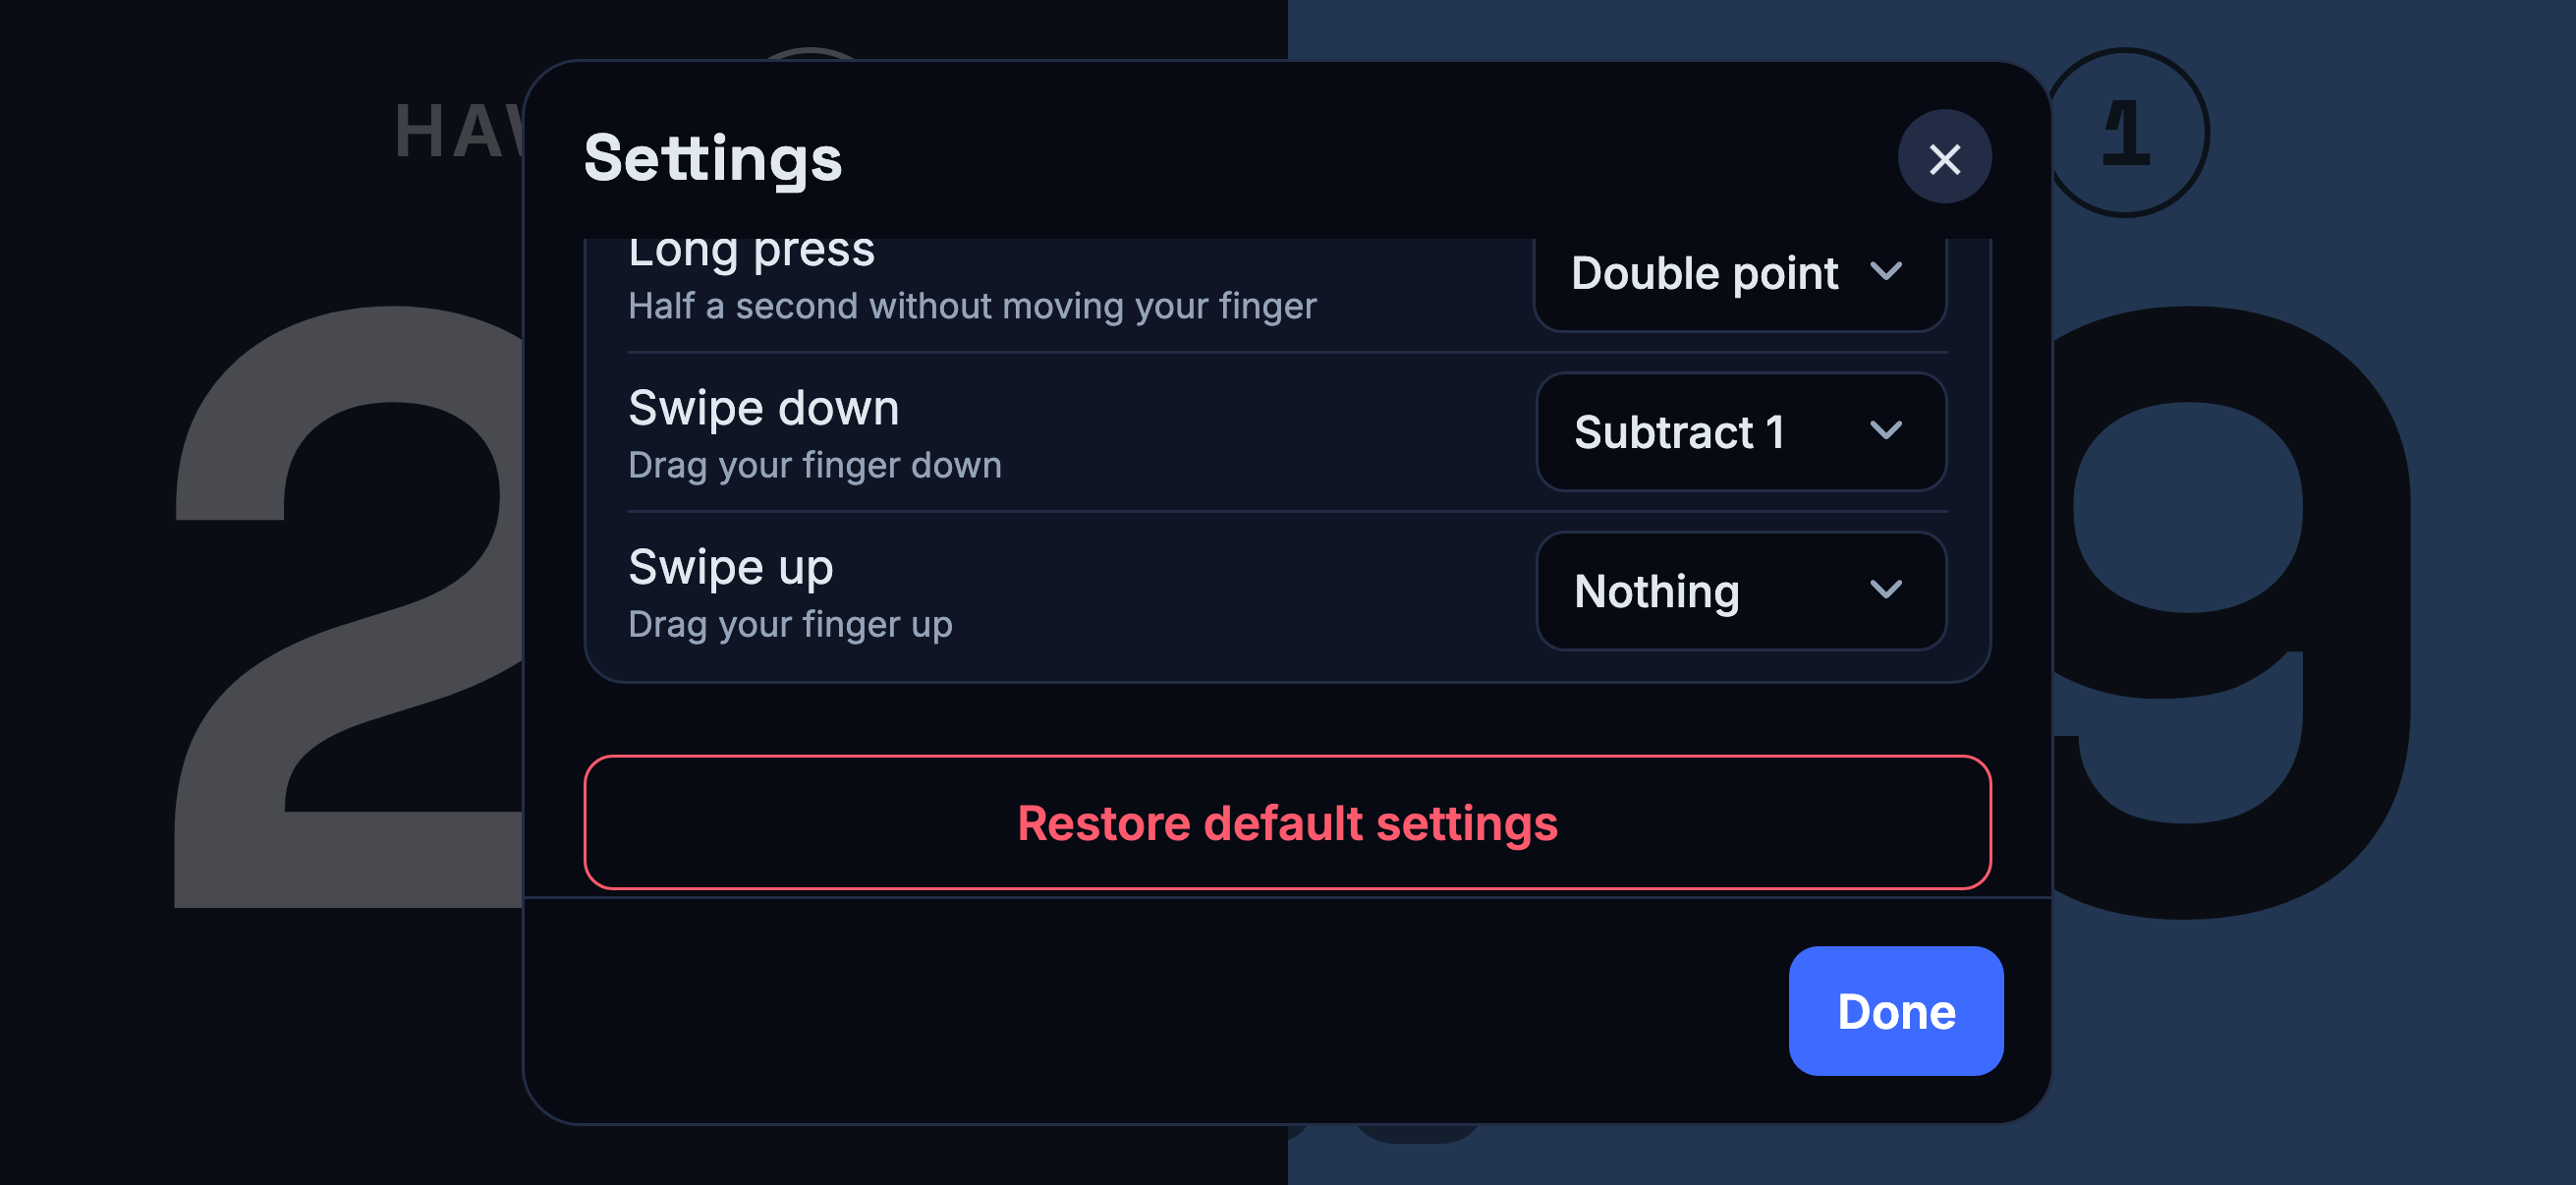 1
Settings
Long press
Half a second without moving your finger
Double point
Swipe down
Drag your finger down
Subtract 1
Swipe up
Drag your finger up
Nothing
Restore default settings
Done